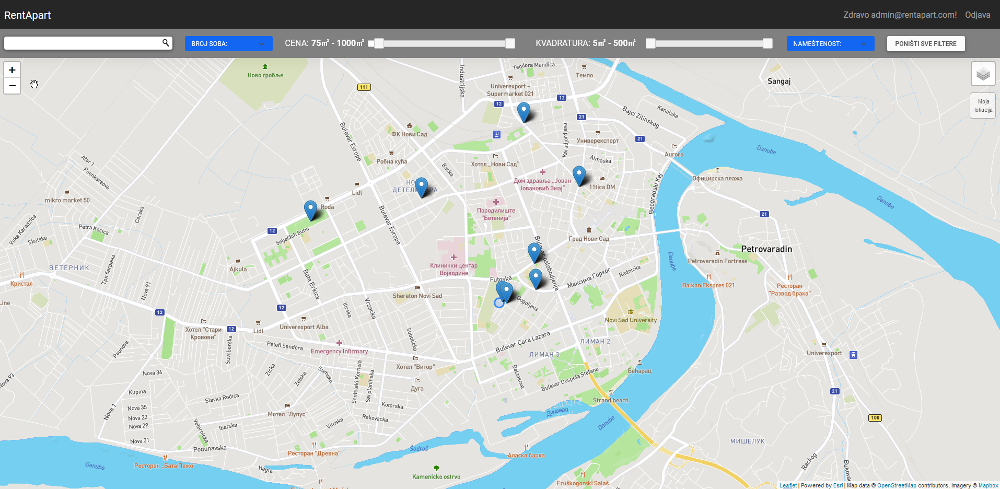 RentApart
Zdravo admin@rentapart.com!
Odjava
BROJ SOBA:
CENA: 75m² - 1000m²
KVADRATURA: 5m² - 500m²
NAMEŠTENOST:
PONIŠTI SVE FILTERE
+
−
Moja
lokacija
Ново гробље
111
Industrijska
Teodora Mandica
Темпо
Univerexport –
Supermarket 021
12
12
21
Sangaj
Bajci Zilinskog
Kanalska
Bulevar Evrope
ФК Нови Сад
Karadjordjeva
Универекспорт
21
Aurora
Danube
Atar 1
Poenkareova
Робна кућа
Backa
Хотел „Нови Сад“
Almaska
Дом здравља „Јован
Јовановић Змај“
11tica DM
Beogradski Kej
Официрска плажа
mikro market 50
Lidl
Roda
Danube
Породилиште
"Бетанија"
21
Vuka Karadzica
Petra Kocica
Skolska
Сerska
12
Seljačkih buna
Bulevar Evrope
Bulevar oslobodjenja
Град Нови Сад
Petrovaradin
Petrovaradin Fortress
Danube
ВЕТЕРНИК
Три багрема
Ajkula
Клинички центар
Војводине
Кристал
Nova 91
Bate Brkica
Futoska
Максима Горког
Radnicka
Balkan Ekspres 021
Ресторан
"Развод брака"
Line
Sheraton Novi Sad
Gogoljeva
12
12
Ilirska
Vrsacka
Novi Sad University
Хотел "Стари
Кровови"
12
Lidl
Univerexport Alba
Suboticka
Bulevar Cara Lazara
ЛИМАН 2
Paunova
Suvoborska
Petefi Sandora
Emergency Infirmary
ЛИМАН 3
Univerexport
Хотел "Вигор"
Бећарац
Nova 93
Nova 36
Zicka
Zetska
Sumska
Senteleki Kornela
Sarplaninska
Balzakova
Bulevar Despota Stefana
Дуга
21
Kupina
Slavka Rodica
Strand beach
Nova 1
Nova 35
Nova 22
Nova 29
Nova 31
Мотел "Лупус"
Kotorska
Rakovacka
Дунавац
Danube
100
Veternicka
Ibarska
Viteska
МИШЕЛУК
Podunavska
Ресторан "Древна"
Šodroš
Аласка барка
Danube
Ресторан „Бата Пежо“
Hagla
Kamenicko ostrvo
Fruškogorski Salaš
Rackog
Leaflet | Powered by Esri | Map data © OpenStreetMap contributors, Imagery © Mapbox